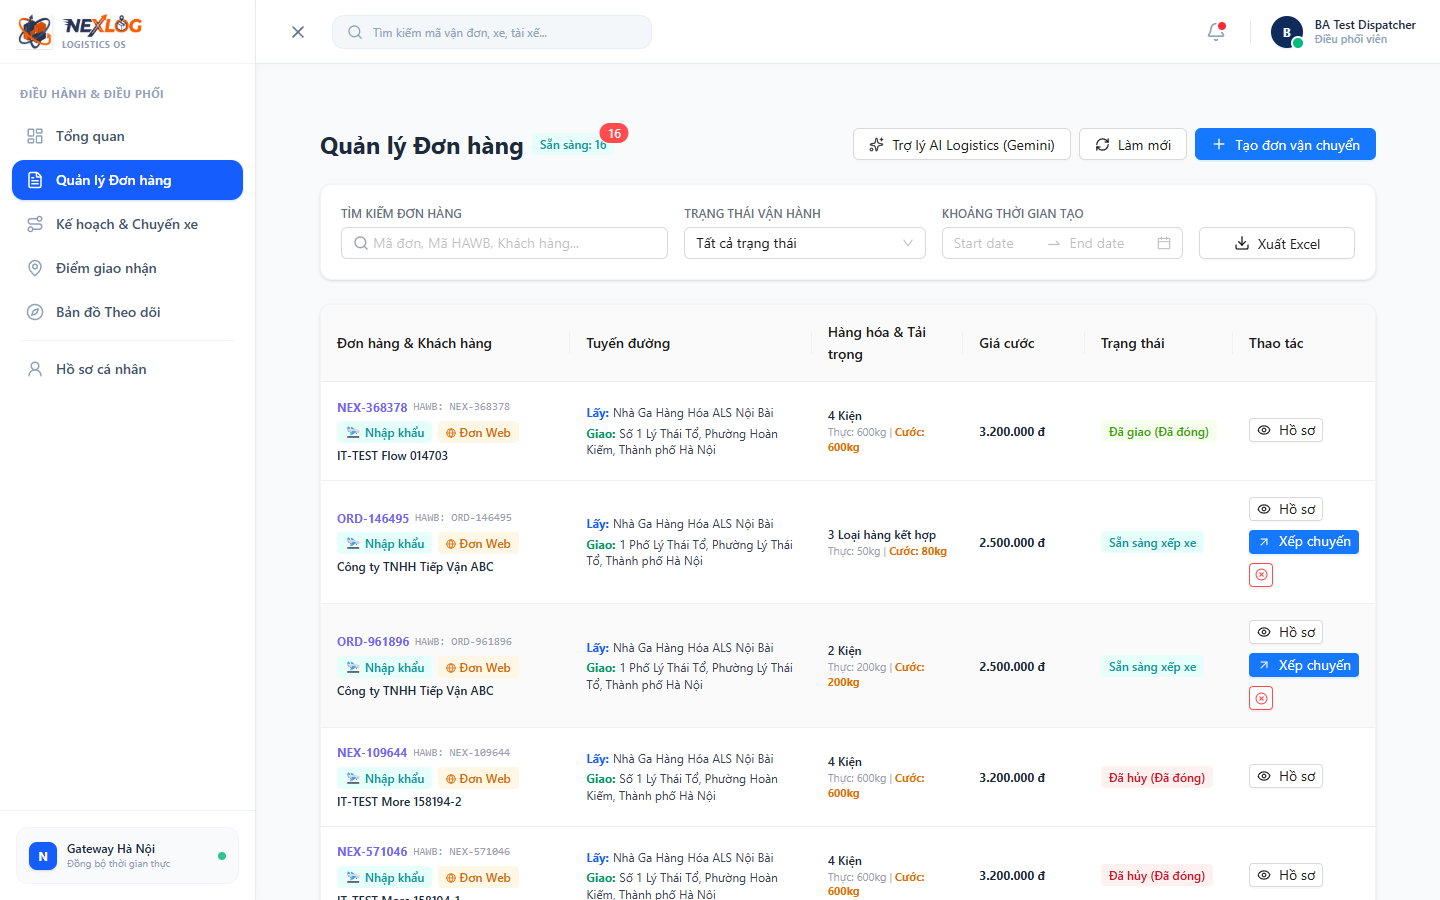 NEXLOG
LOGISTICS OS
Tìm kiếm mã vận đơn, xe, tài xế...
B
BA Test Dispatcher
Điều phối viên
ĐIỀU HÀNH & ĐIỀU PHỐI
Tổng quan
Quản lý Đơn hàng
Kế hoạch & Chuyến xe
Điểm giao nhận
Bản đồ Theo dõi
Hồ sơ cá nhân
N
Gateway Hà Nội
Đồng bộ thời gian thực
Quản lý Đơn hàng
Sẵn sàng: 16
16
Trợ lý AI Logistics (Gemini)
Làm mới
Tạo đơn vận chuyển
TÌM KIẾM ĐƠN HÀNG
TRẠNG THÁI VẬN HÀNH
KHOẢNG THỜI GIAN TẠO
Mã đơn, Mã HAWB, Khách hàng...
Tất cả trạng thái
Start date
End date
Xuất Excel
Đơn hàng & Khách hàng
Tuyến đường
Hàng hóa & Tải
trọng
Giá cước
Trạng thái
Thao tác
NEX-368378 HAWB: NEX-368378
Nhập khẩu
Đơn Web
IT-TEST Flow 014703
Lấy: Nhà Ga Hàng Hóa ALS Nội Bài
Giao: Số 1 Lý Thái Tổ, Phường Hoàn
Kiếm, Thành phố Hà Nội
4 Kiện
Thực: 600kg | Cước:
600kg
3.200.000 đ
Đã giao (Đã đóng)
Hồ sơ
ORD-146495 HAWB: ORD-146495
Nhập khẩu
Đơn Web
Công ty TNHH Tiếp Vận ABC
Lấy: Nhà Ga Hàng Hóa ALS Nội Bài
Giao: 1 Phố Lý Thái Tổ, Phường Lý Thái
Tổ, Thành phố Hà Nội
3 Loại hàng kết hợp
Thực: 50kg | Cước: 80kg
2.500.000 đ
Sẵn sàng xếp xe
Hồ sơ
Xếp chuyến
ORD-961896 HAWB: ORD-961896
Nhập khẩu
Đơn Web
Công ty TNHH Tiếp Vận ABC
Lấy: Nhà Ga Hàng Hóa ALS Nội Bài
Giao: 1 Phố Lý Thái Tổ, Phường Lý Thái
Tổ, Thành phố Hà Nội
2 Kiện
Thực: 200kg | Cước:
200kg
2.500.000 đ
Sẵn sàng xếp xe
Hồ sơ
Xếp chuyến
NEX-109644 HAWB: NEX-109644
Nhập khẩu
Đơn Web
IT-TEST More 158194-2
Lấy: Nhà Ga Hàng Hóa ALS Nội Bài
Giao: Số 1 Lý Thái Tổ, Phường Hoàn
Kiếm, Thành phố Hà Nội
4 Kiện
Thực: 600kg | Cước:
600kg
3.200.000 đ
Đã hủy (Đã đóng)
Hồ sơ
NEX-571046 HAWB: NEX-571046
Nhập khẩu
Đơn Web
IT-TEST More 158194-1
Lấy: Nhà Ga Hàng Hóa ALS Nội Bài
Giao: Số 1 Lý Thái Tổ, Phường Hoàn
Kiếm, Thành phố Hà Nội
4 Kiện
Thực: 600kg | Cước:
600kg
3.200.000 đ
Đã hủy (Đã đóng)
Hồ sơ